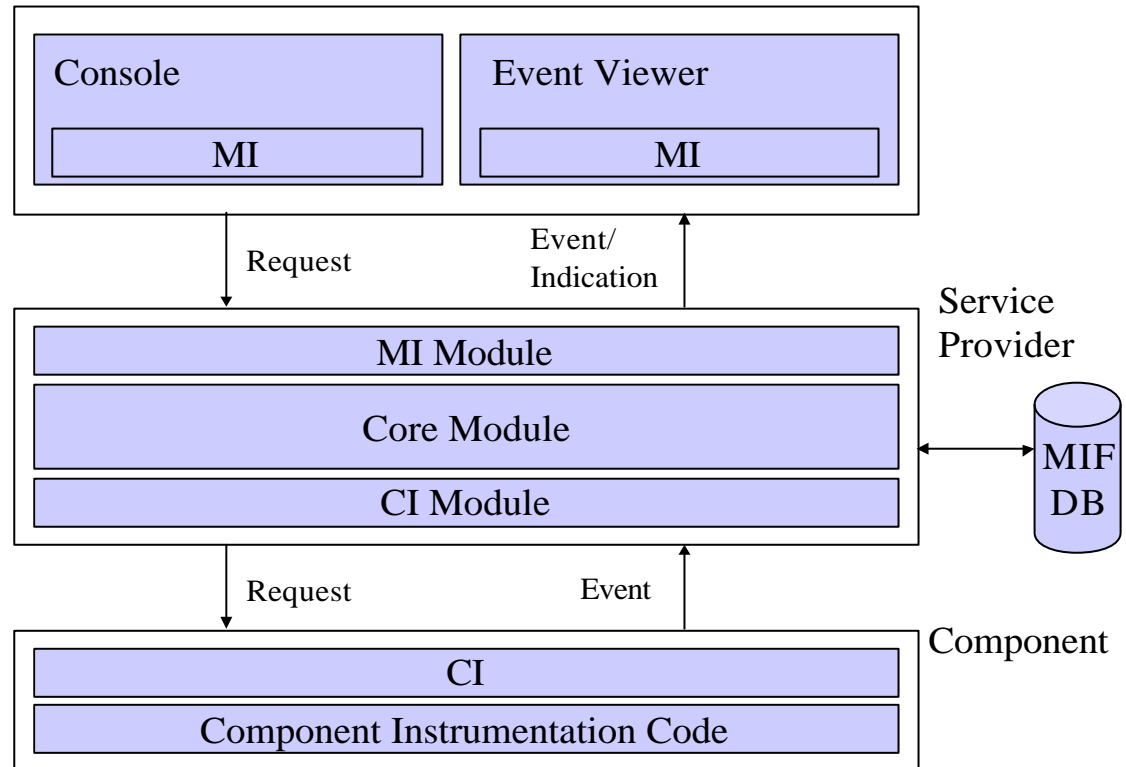 Console
Event Viewer
MI
MI
Request
Event/
Indication
Service
Provider
MI Module
Core Module
CI Module
MIF
DB
Request
Event
Component
CI
Component Instrumentation Code